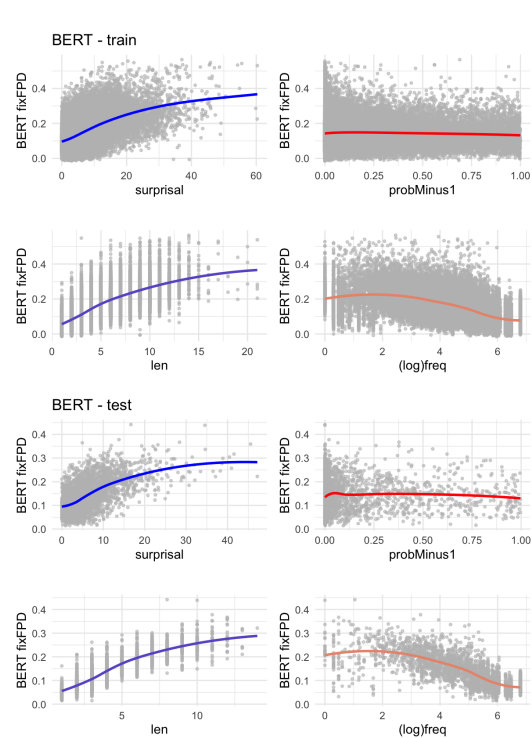 BERT - train
BERT fixFPD
0.4
0.2
0.0
0 20 40 60
surprisal
BERT fixFPD
0.4
0.2
0.0
0.00 0.25 0.50 0.75 1.00
probMinus1
BERT fixFPD
0.4
0.2
0.0
0 5 10 15 20
len
BERT fixFPD
0.4
0.2
0.0
0 2 4 6
(log)freq
BERT - test
BERT fixFPD
0.4
0.3
0.2
0.1
0.0
0 10 20 30 40
surprisal
BERT fixFPD
0.4
0.3
0.2
0.1
0.0
0.00 0.25 0.50 0.75 1.00
probMinus1
BERT fixFPD
0.4
0.3
0.2
0.1
0.0
5 10
len
BERT fixFPD
0.4
0.3
0.2
0.1
0.0
0 2 4 6
(log)freq